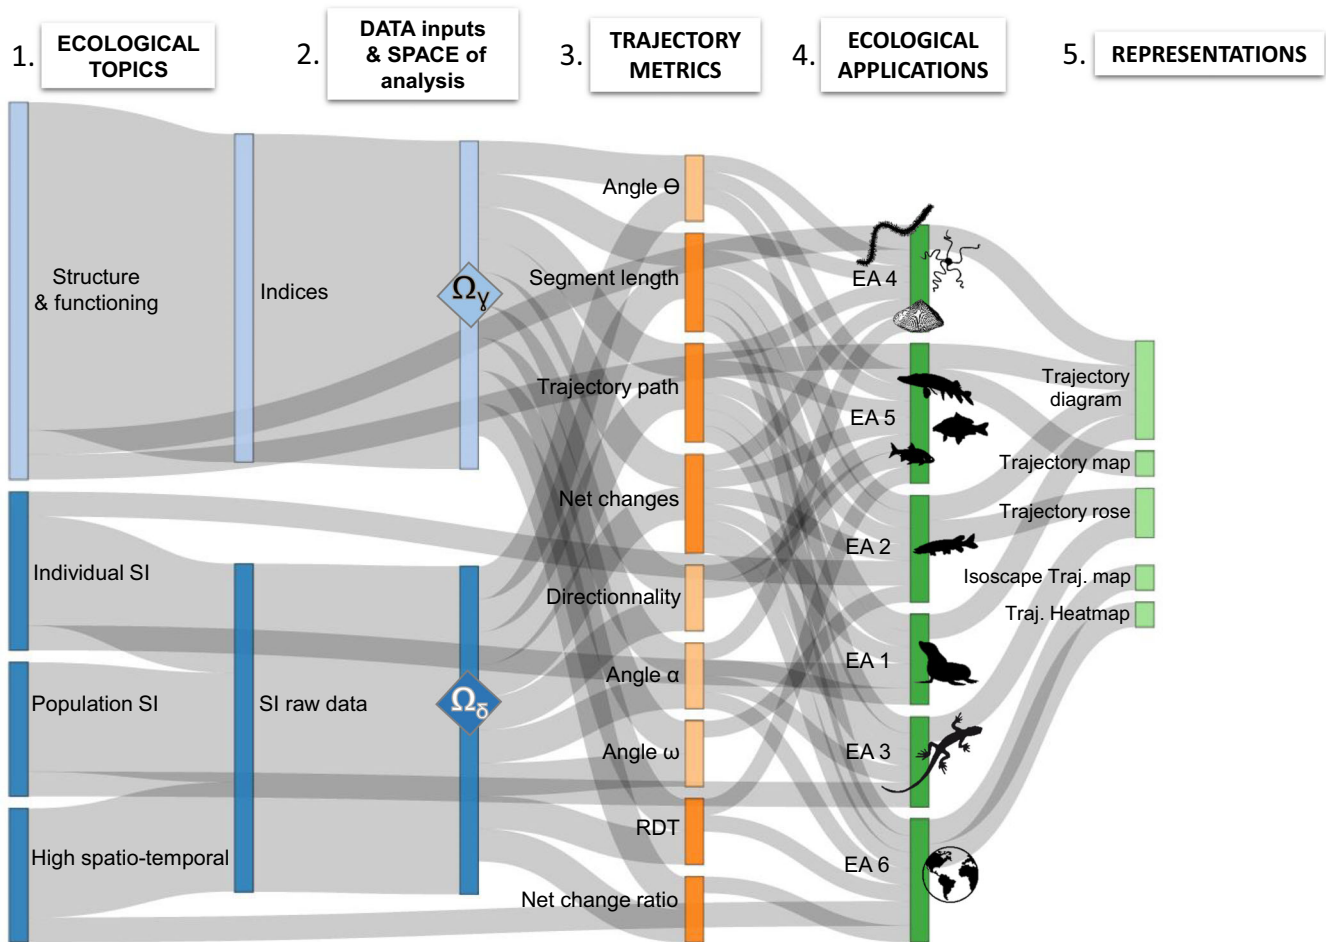 1. ECOLOGICAL
TOPICS
2. DATA inputs
& SPACE of
analysis
3. TRAJECTORY
METRICS
4. ECOLOGICAL
APPLICATIONS
5. REPRESENTATIONS
Structure
& functioning
Individual SI
Population SI
High spatio-temporal
Indices
SI raw data
Ωγ
Ωδ
Angle Ɵ
Segment length
Trajectory path
Net changes
Directionnality
Angle α
Angle ω
RDT
Net change ratio
EA 4
EA 5
EA 2
EA 1
EA 3
EA 6
Trajectory
diagram
Trajectory map
Trajectory rose
Isoscape Traj. map
Traj. Heatmap